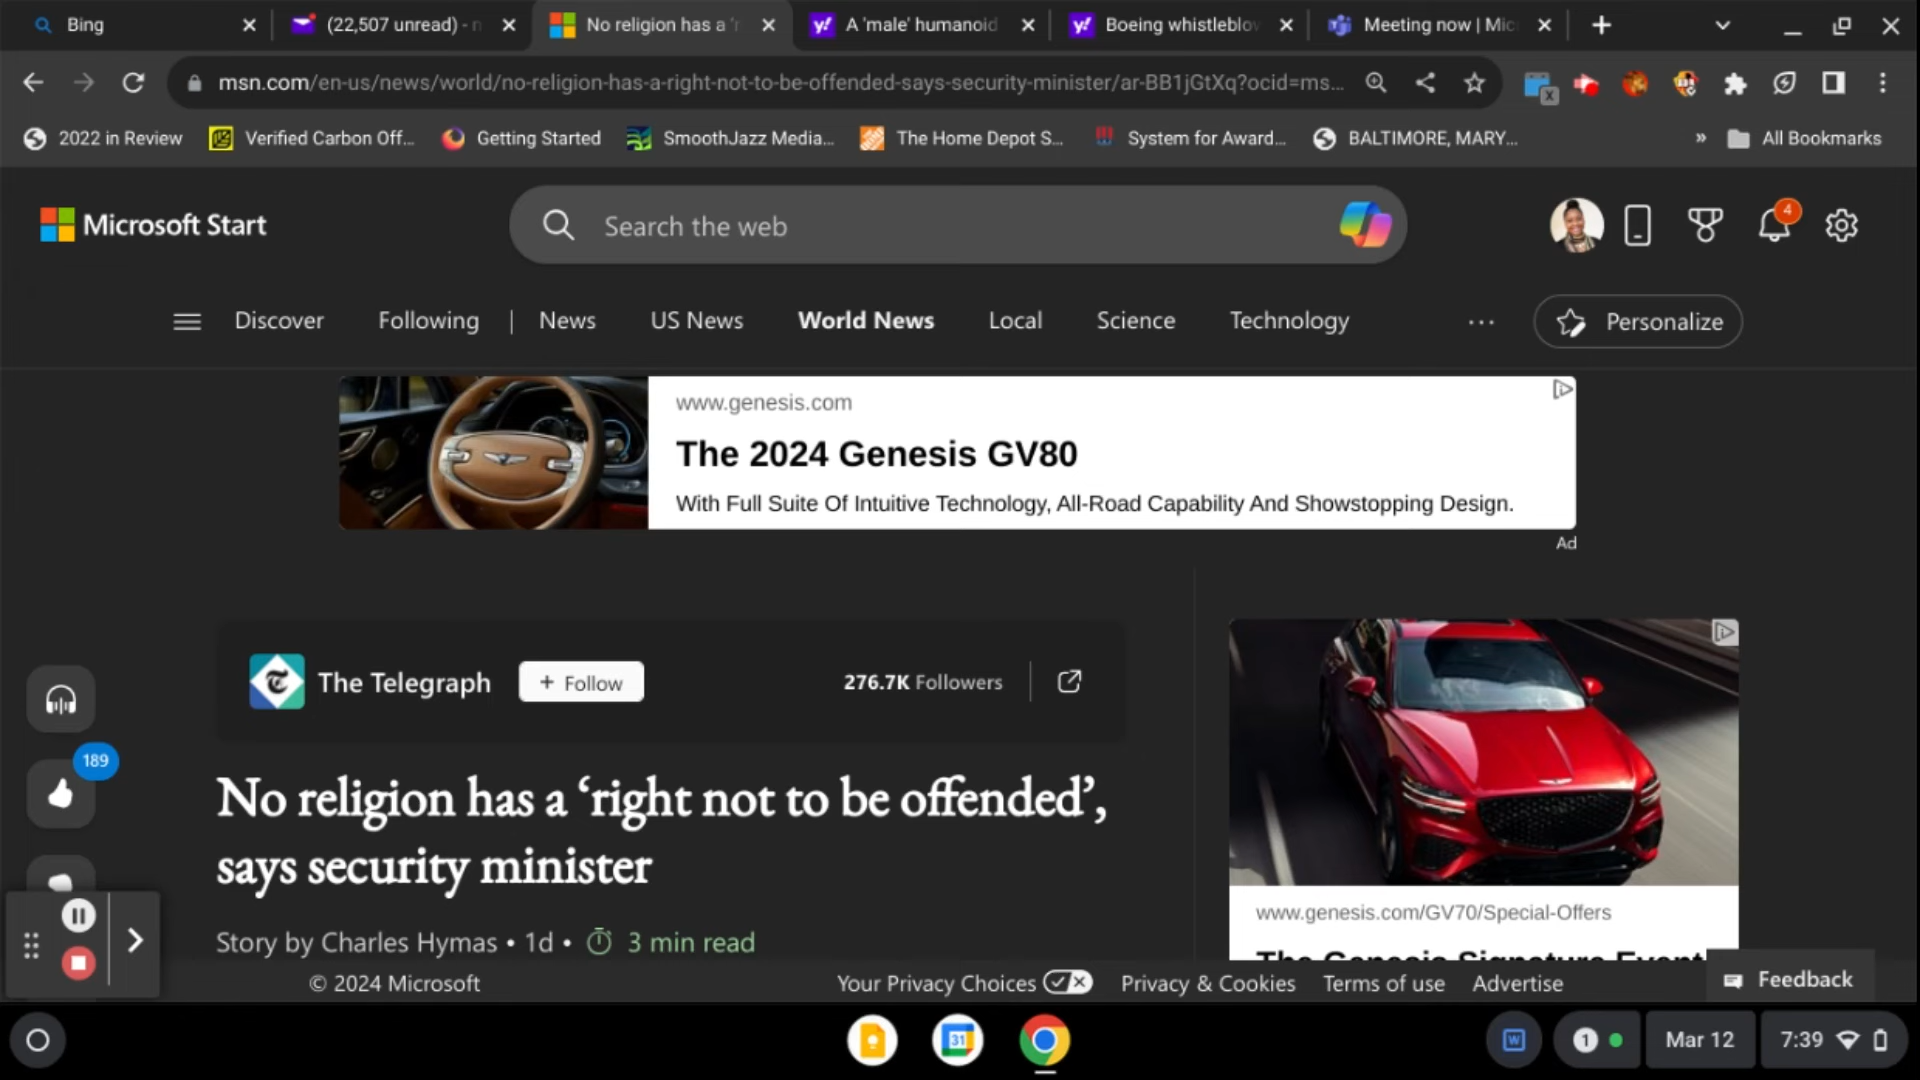 Bing
(22,507 unread) - n
No religion has a 'r
A 'male' humanoid
Boeing whistleblov
Meeting now | Mic
msn.com/en-us/news/world/no-religion-has-a-right-not-to-be-offended-says-security-minister/ar-BB1jGtXq?ocid=ms...
2022 in Review
Verified Carbon Off...
Getting Started
SmoothJazz Media...
The Home Depot S...
System for Award...
BALTIMORE, MARY...
» All Bookmarks
Microsoft Start
Search the web
4
Discover
Following
News
US News
World News
Local
Science
Technology
...
Personalize
www.genesis.com
The 2024 Genesis GV80
With Full Suite Of Intuitive Technology, All-Road Capability And Showstopping Design.
Ad
The Telegraph
+ Follow
276.7K Followers
189
No religion has a ‘right not to be offended’,
says security minister
Story by Charles Hymas • 1d • 3 min read
www.genesis.com/GV70/Special-Offers
The Genesis Signature Event
© 2024 Microsoft
Your Privacy Choices
Privacy & Cookies
Terms of use
Advertise
Feedback
31
W
1
Mar 12
7:39